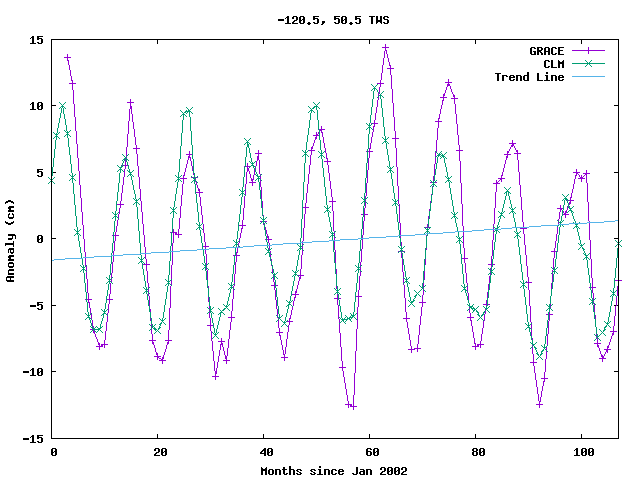 -120.5, 50.5 TWS
GRACE
CLM
Trend Line
15
10
5
0
-5
-10
-15
Anomaly (cm)
0 20 40 60 80 100
Months since Jan 2002